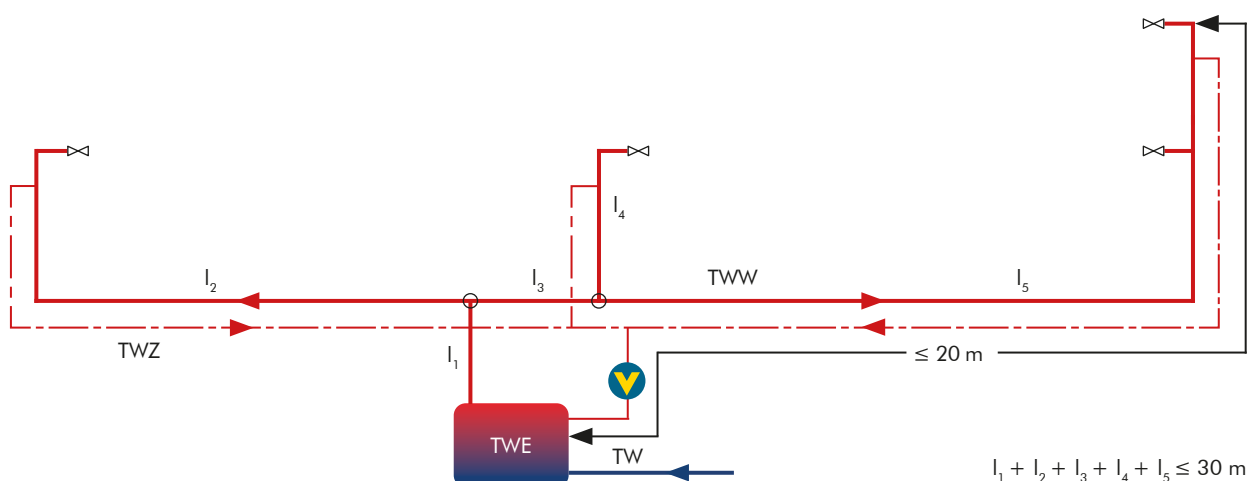 l₄
l₂
l₃
TWW
l₅
TWZ
l₁
≤ 20 m
TWE
TW
l₁ + l₂ + l₃ + l₄ + l₅ ≤ 30 m